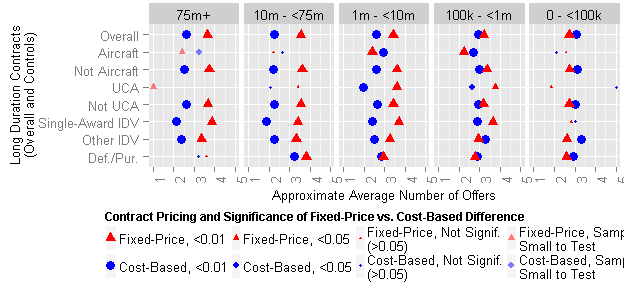 75m+ 10m - <75m 1m - <10m 100k - <1m 0 - <100k
Long Duration Contracts
(Overall and Controls)
Overall
Aircraft
Not Aircraft
UCA
Not UCA
Single-Award IDV
Other IDV
Def./Pur.
1 2 3 4 5 1 2 3 4 5 1 2 3 4 5 1 2 3 4 5 1 2 3 4 5
Approximate Average Number of Offers
Contract Pricing and Significance of Fixed-Price vs. Cost-Based Difference
Fixed-Price, <0.01 Fixed-Price, <0.05 Fixed-Price, Not Signif. (>0.05) Fixed-Price, Samp Small to Test
Cost-Based, <0.01 Cost-Based, <0.05 Cost-Based, Not Signif. (>0.05) Cost-Based, Samp Small to Test